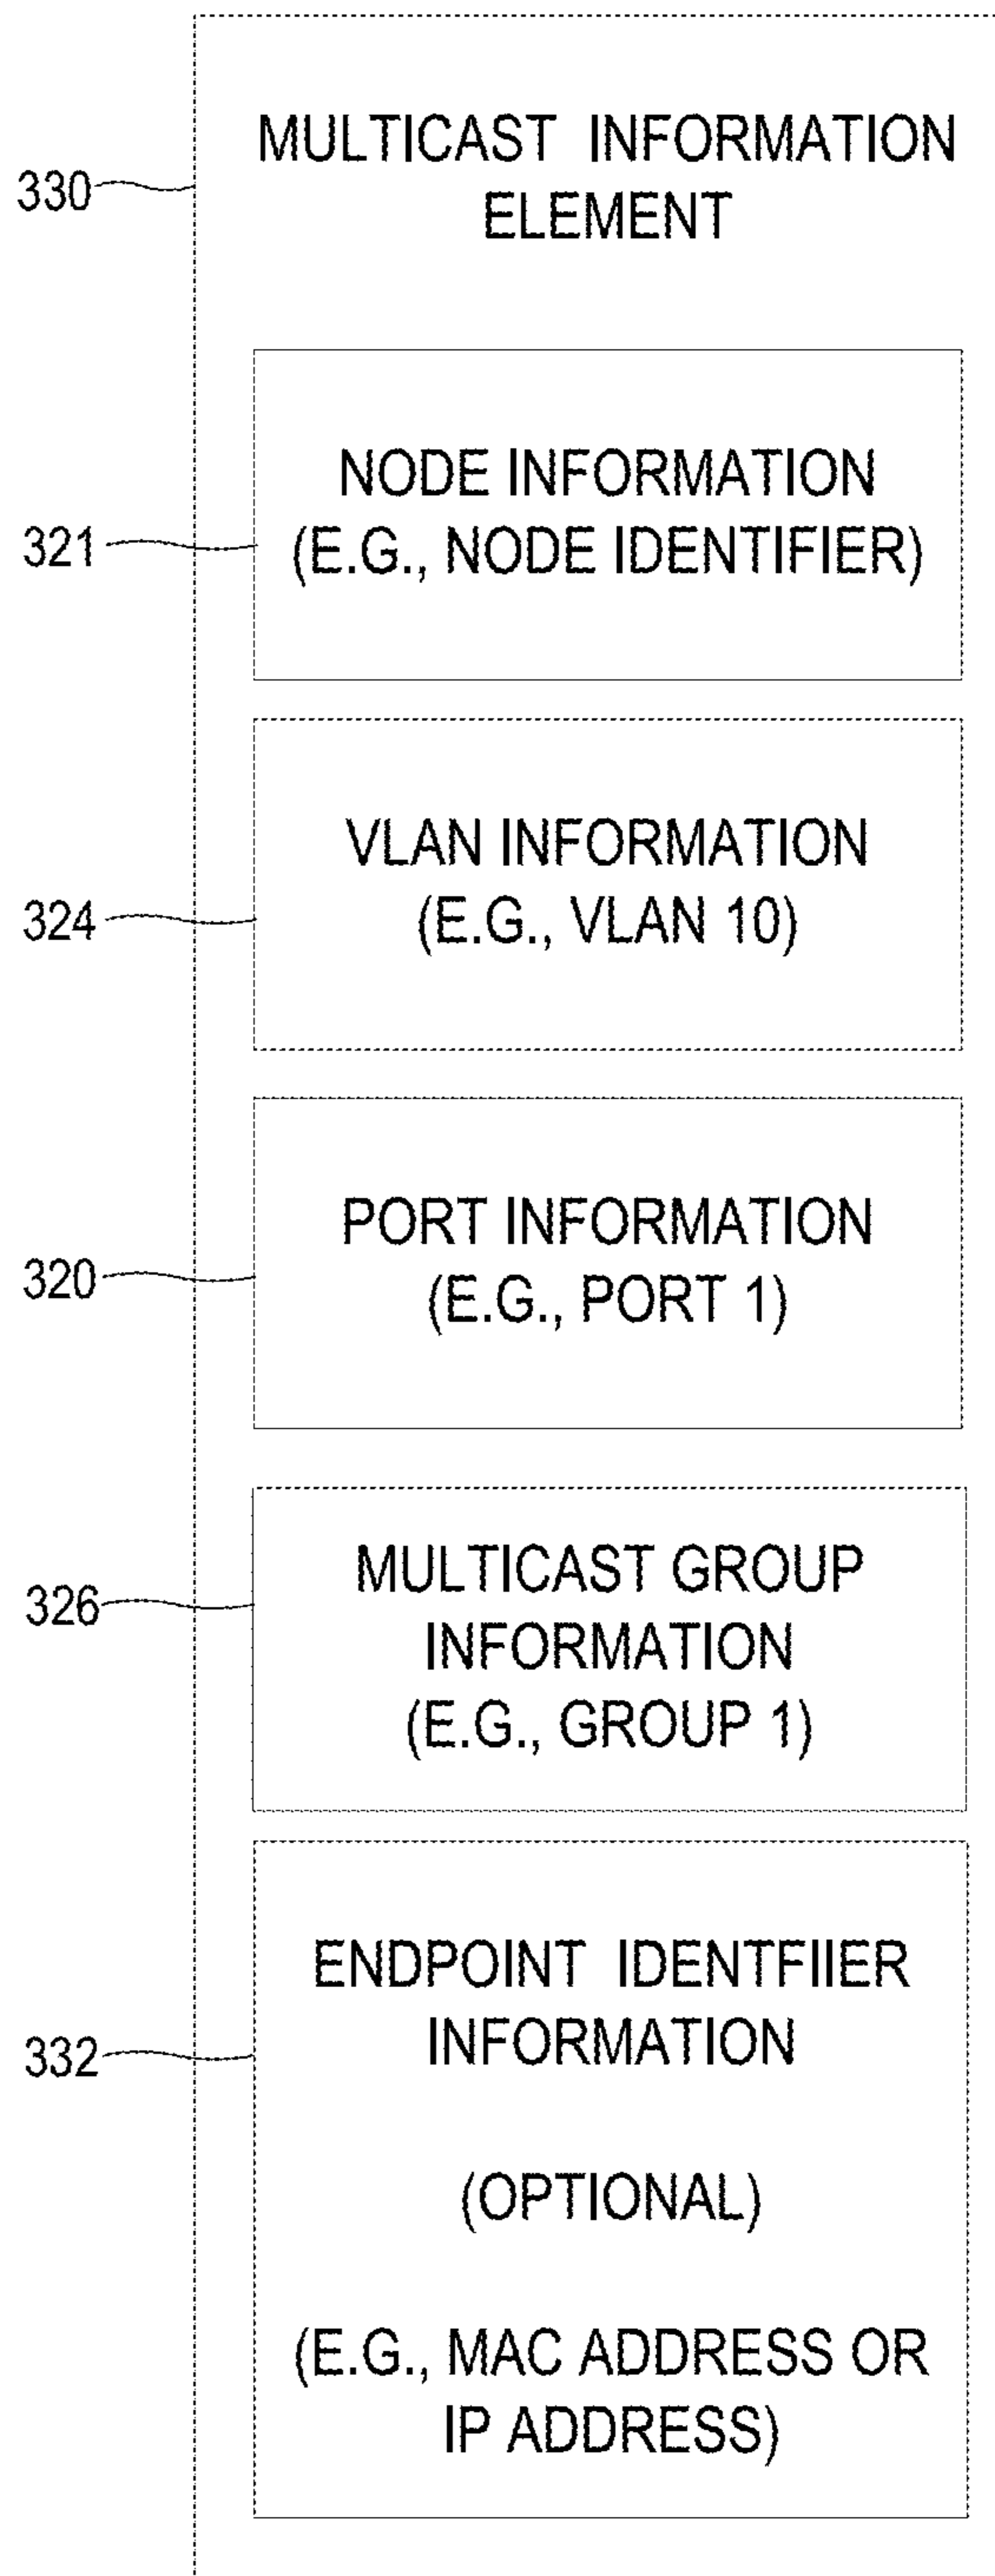 MULTICAST INFORMATION
ELEMENT
330
NODE INFORMATION
(E.G., NODE IDENTIFIER)
321
VLAN INFORMATION
(E.G., VLAN 10)
324
PORT INFORMATION
(E.G., PORT 1)
320
MULTICAST GROUP
INFORMATION
(E.G., GROUP 1)
326
ENDPOINT IDENTFIIER
INFORMATION
(OPTIONAL)
(E.G., MAC ADDRESS OR
IP ADDRESS)
332